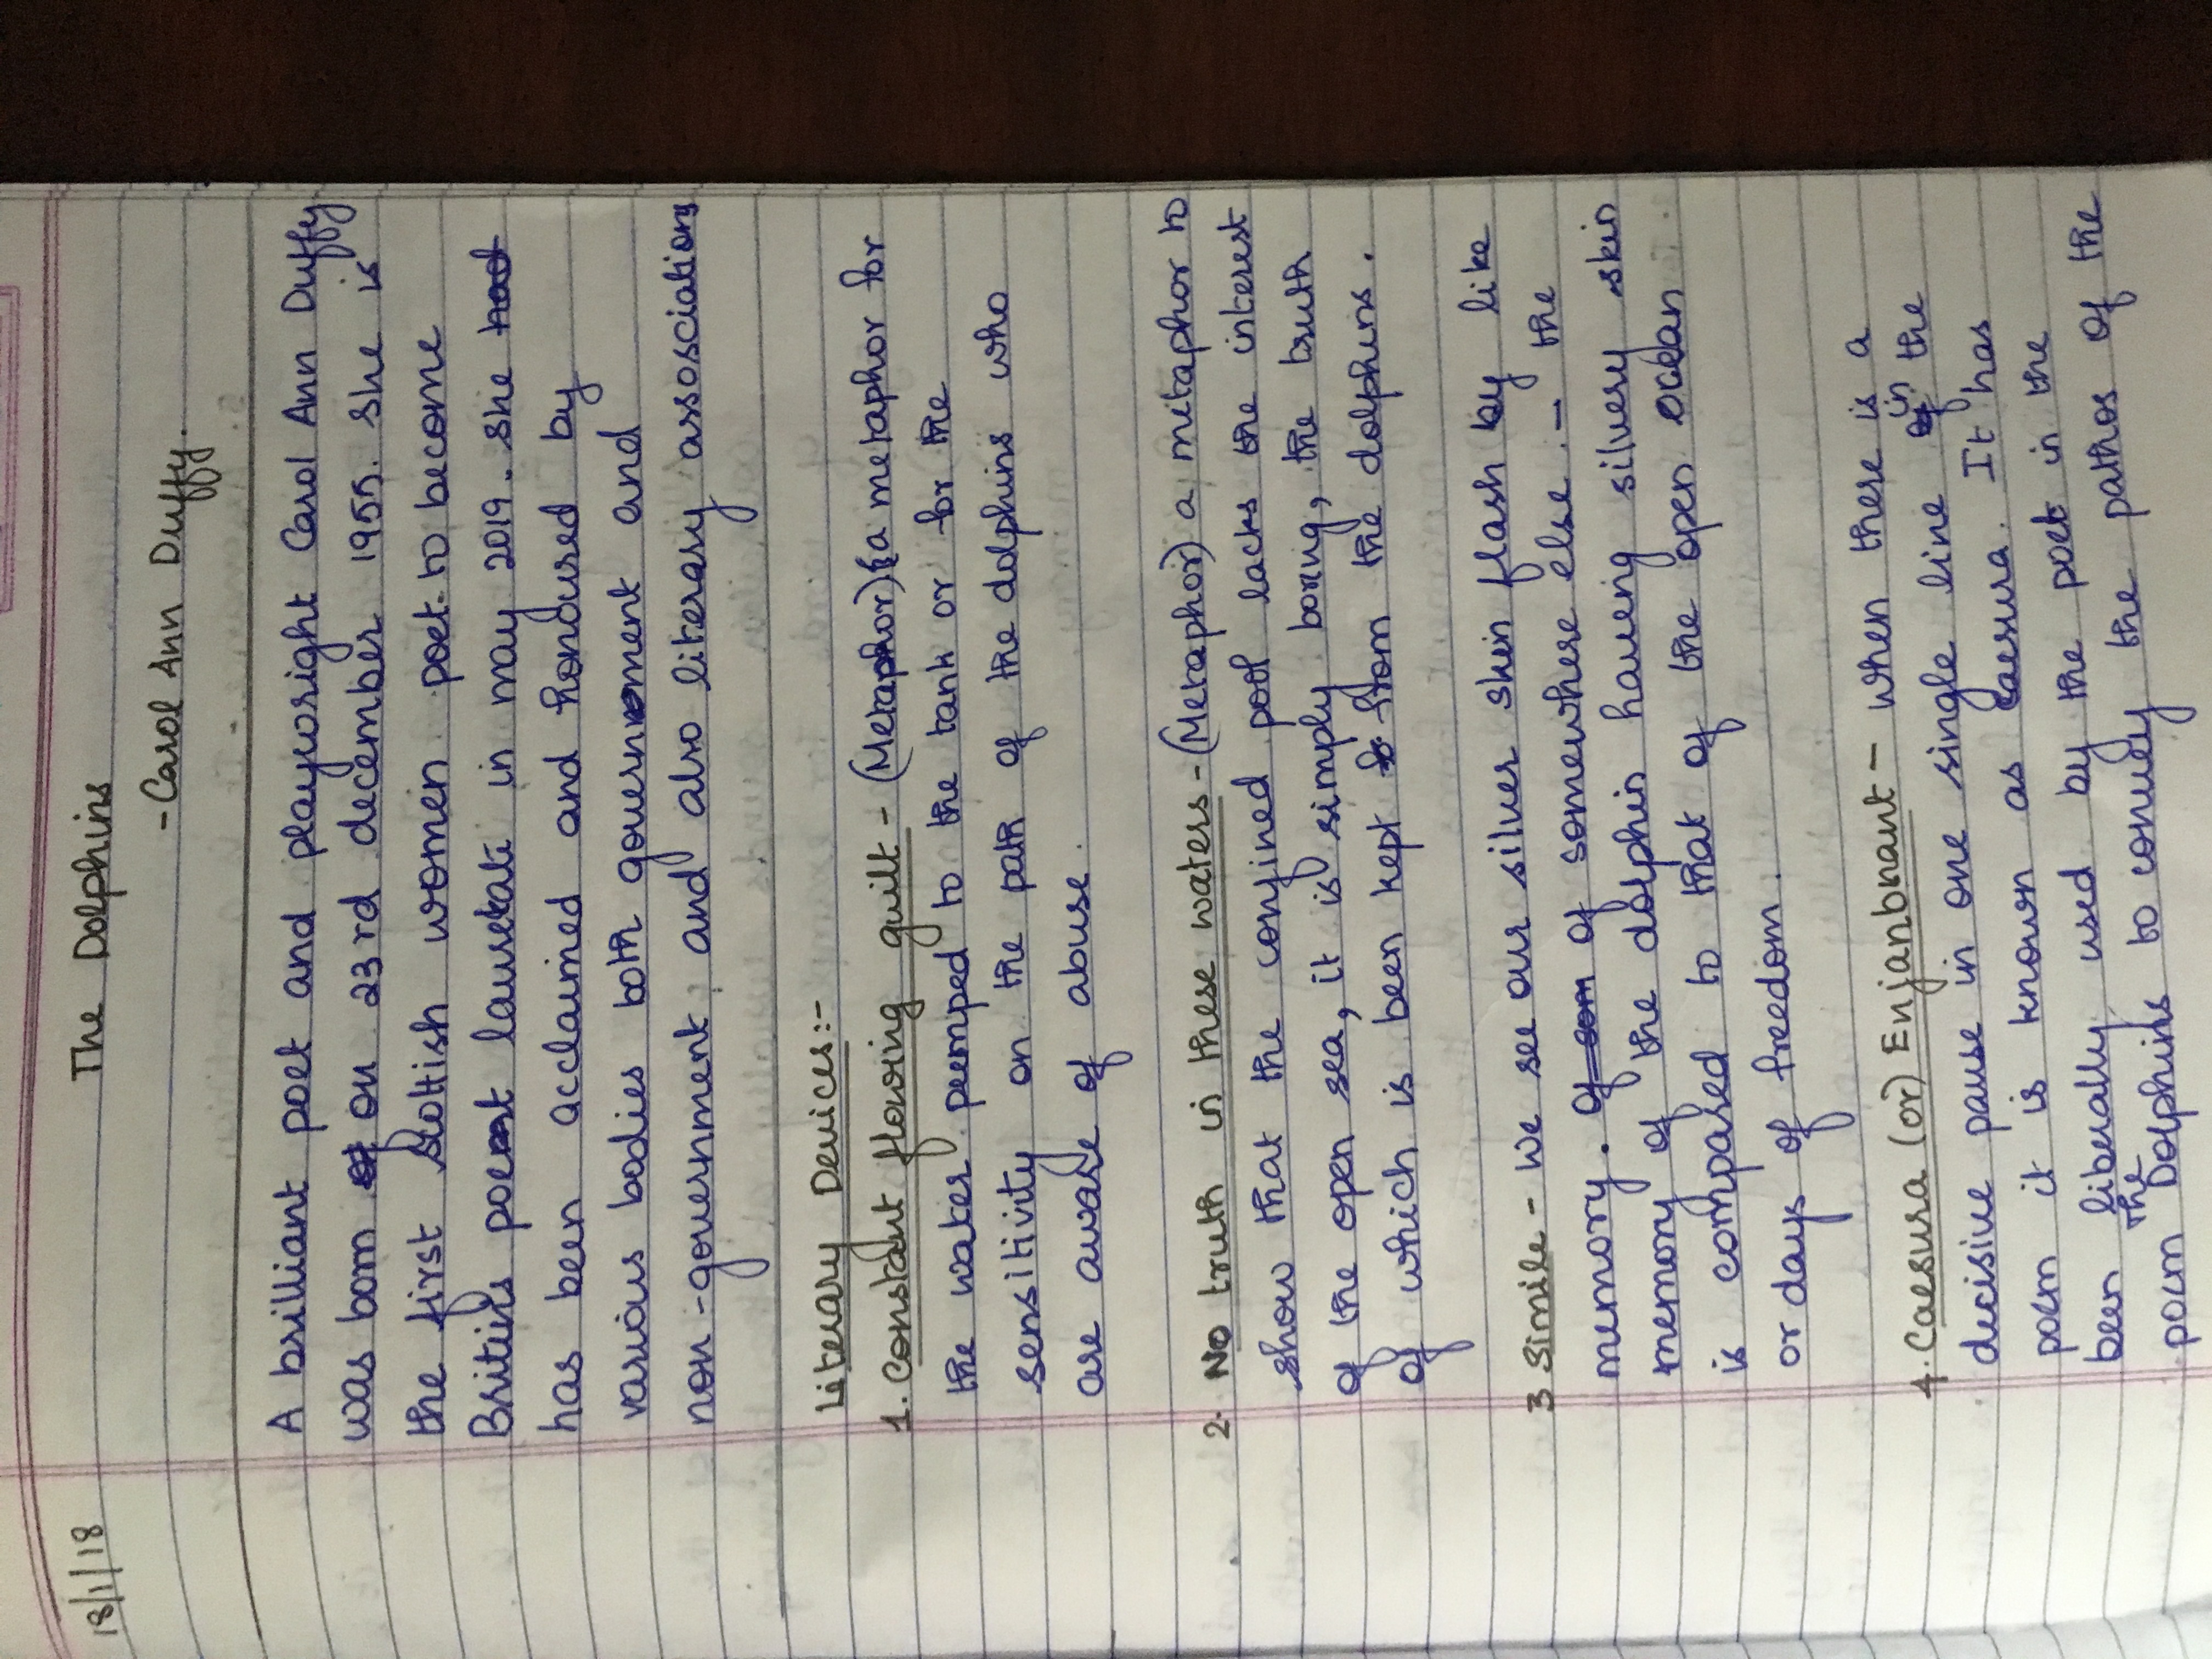 18/1/18 The Dolphins
-Carol Ann Duffy.
A brilliant poet and playwright Carol Ann Duffy
was born on 23rd december 1955. She is
the first scottish women poet to become
Britins poet lauretate in may 2019. She
has been acclaimed and honoured by
various bodies both government and
non-government, and also literary assosciations
Literary Devices:-
1. Constant flowing guilt - (Metaphor) (a metaphor for
the water pumped to the tank or for the
sensitivity on the path of the dolphins who
are aware of abuse.
2. No truth in these waters - (Metaphor) a metaphor to
show that the confined pool lacks the interest
of the open sea, it is simply boring, the truth
of which is been kept from the dolphins.
3 Simile - We see our silver skin flash by like
memory. of somewhere else. - the
memory of the dolphin having silvery skin
is compared to that of the open ocean
or days of freedom.
4. Caesura (or) Enjanbnant - when there is a
decisive pause in one single line in the
poem it is known as caesura. It has
been liberally used by the poet in the
poem The Dolphins to convey the pathos of the